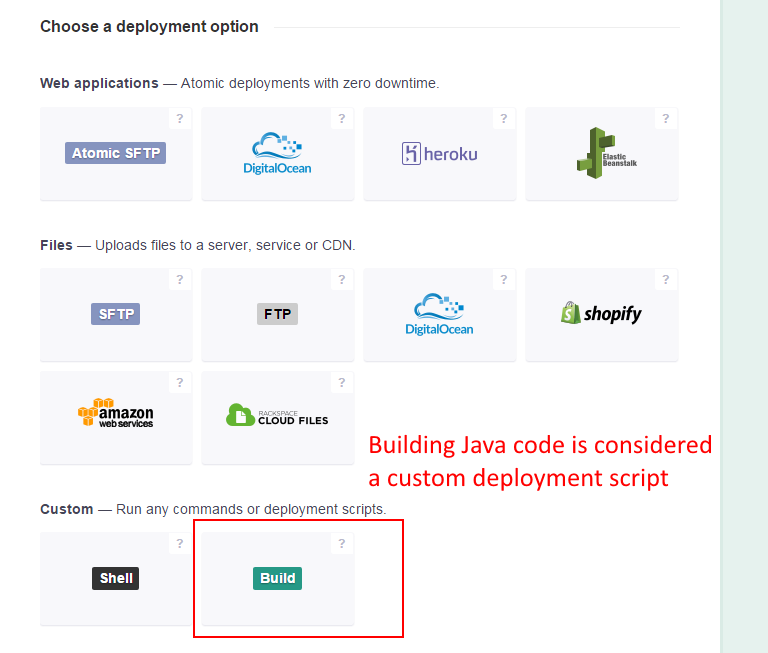 Choose a deployment option
Web applications — Atomic deployments with zero downtime.
? ? ? ?
Atomic SFTP
DigitalOcean
heroku
Elastic
Beanstalk
Files — Uploads files to a server, service or CDN.
? ? ? ?
SFTP
FTP
DigitalOcean
shopify
? ?
amazon
web services
RACKSPACE
CLOUD FILES
Building Java code is considered
a custom deployment script
Custom — Run any commands or deployment scripts.
? ?
Shell
Build